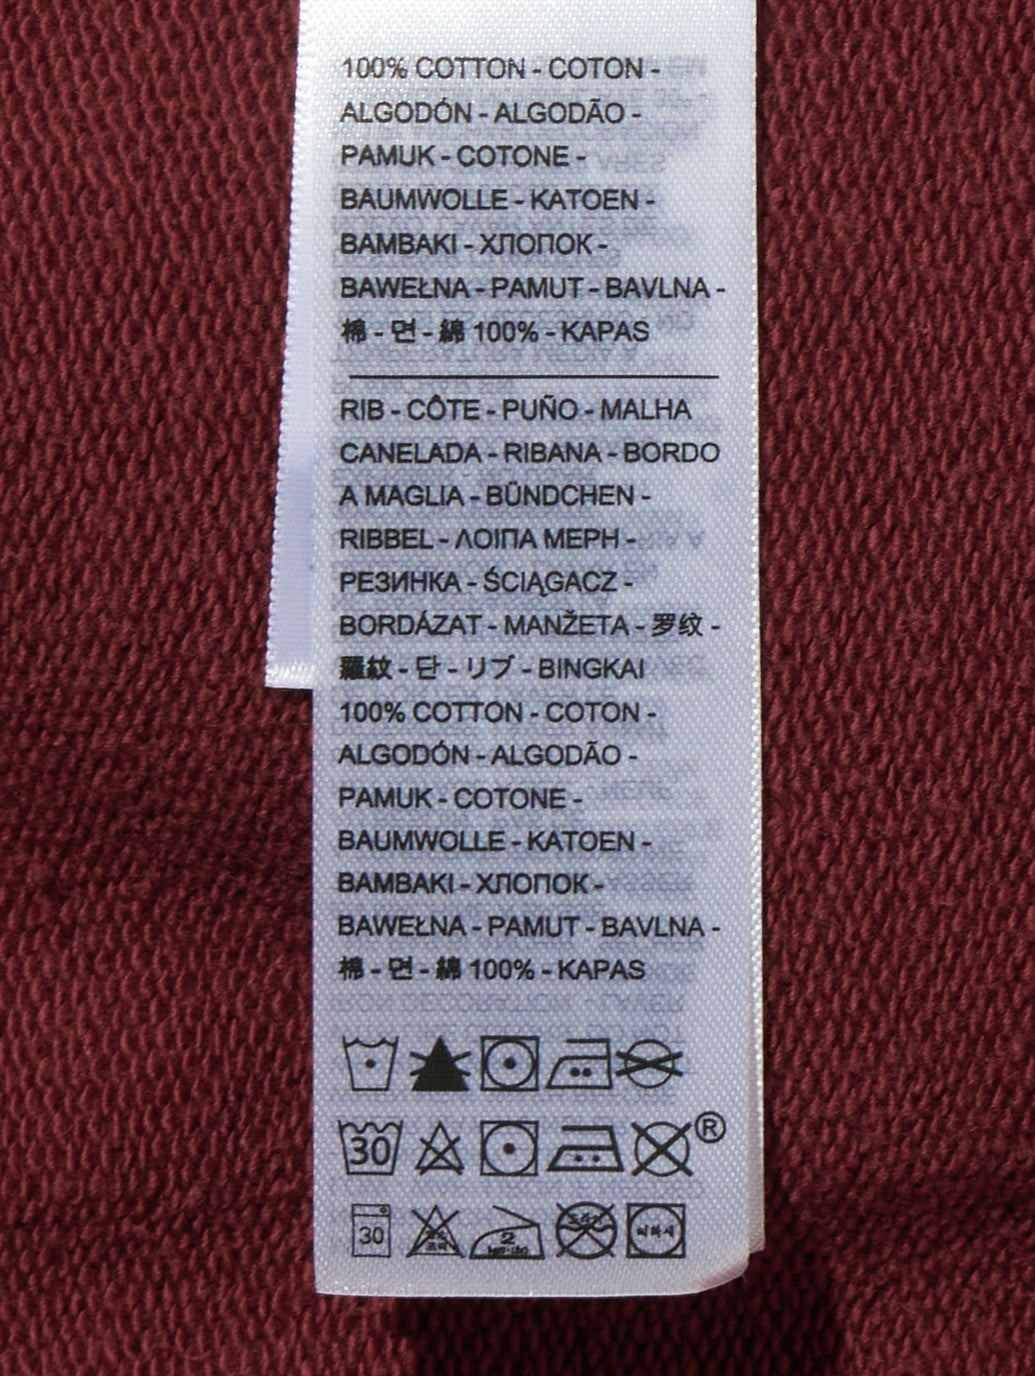 100% COTTON - COTON -
ALGODÓN - ALGODÃO -
PAMUK - COTONE -
BAUMWOLLE - KATOEN -
BAMBAKI - ХЛОПОК -
BAWEŁNA - PAMUT - BAVLNA -
棉 - 면 - 綿 100% - KAPAS
RIB - CÔTE - PUÑO - MALHA
CANELADA - RIBANA - BORDO
A MAGLIA - BÜNDCHEN -
RIBBEL - ΛΟΙΠΑ ΜΕΡΗ -
РЕЗИНКА - ŚCIĄGACZ -
BORDÁZAT - MANŽETA - 罗纹 -
羅紋 - 단 - リブ - BINGKAI
100% COTTON - COTON -
ALGODÓN - ALGODÃO -
PAMUK - COTONE -
BAUMWOLLE - KATOEN -
BAMBAKI - ХЛОПОК -
BAWEŁNA - PAMUT - BAVLNA -
棉 - 면 - 綿 100% - KAPAS
30 ®
30 2